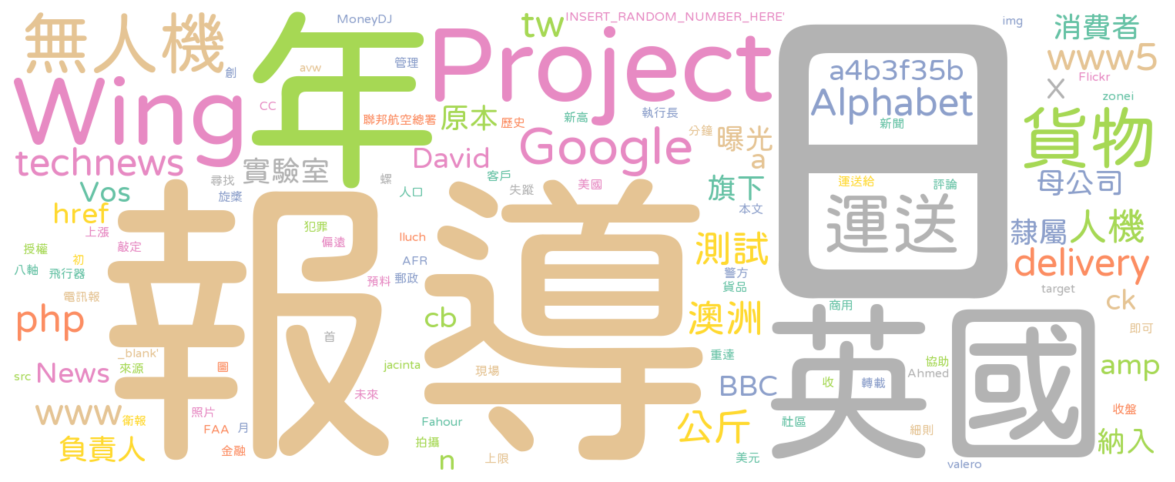 MoneyDJ
INSERT_RANDOM_NUMBER_HERE'
img
無人機
年
Project
tw
日
消費者
創
avw
管理
www5
a4b3f35b
Flickr
Wing
cc
聯邦航空總署
原本
歷史
新高
執行長
Alphabet
x
zonei
新聞
貨物
分鐘
曝光
technews
實驗室
David
Google
a
尋找
螺
客戶
失蹤
美國
運送給
評論
母公司
Vos
旋槳
人口
旗下
本文
href
報
導
運送
隸屬
人機
上漲
犯罪
授權
初
敲定
偏遠
lluch
測試
delivery
八軸
飛行器
AFR
警方
預料
郵政
貨品
target
電訊報
ck
php
首
cb
澳洲
商用
英國
即可
_blank'
重達
src
來源
圖
jacinta
現場
協助
amp
News
BBC
收
轉載
Ahmed
未來
www
衛報
照片
FAA
月
Fahour
公斤
社區
細則
收盤
負責人
金融
拍攝
n
上限
美元
valero
納入